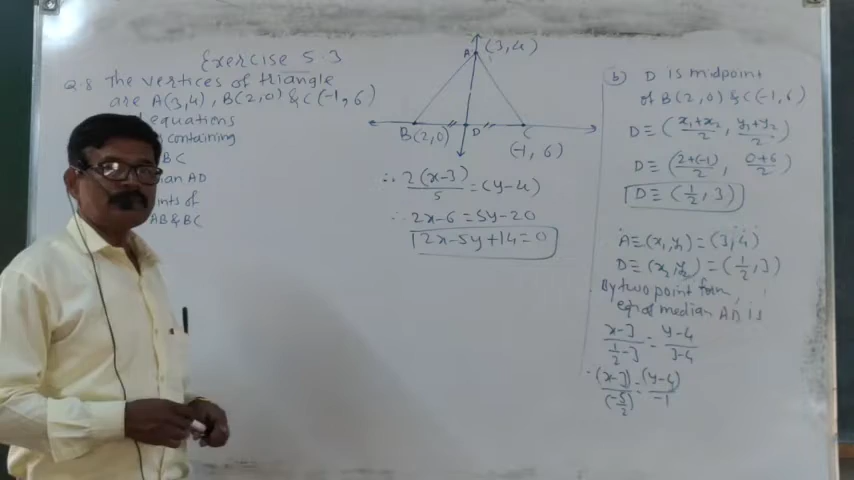 Exercise 5.3
Q.8 The vertices of triangle
are A(3,4), B(2,0) & C(-1,6)
equations
containing
BC
median AD
points of
AB & BC
A (3,4)
B(2,0)
D
C
(-1,6)
∴ 2(x-3)/5 = (y-4)
∴ 2x-6 = 5y-20
2x-5y+14=0
(b) D is midpoint
of B(2,0) & C(-1,6)
D ≡ (x₁+x₂/2, y₁+y₂/2)
D ≡ (2+(-1)/2, 0+6/2)
D ≡ (1/2, 3)
A ≡ (x₁,y₁) = (3,4)
D ≡ (x₂,y₂) = (1/2,3)
By two point form,
eqn of median AD is
x-3/1/2-3 = y-4/3-4
(x-3)/(-5/2) = (y-4)/-1